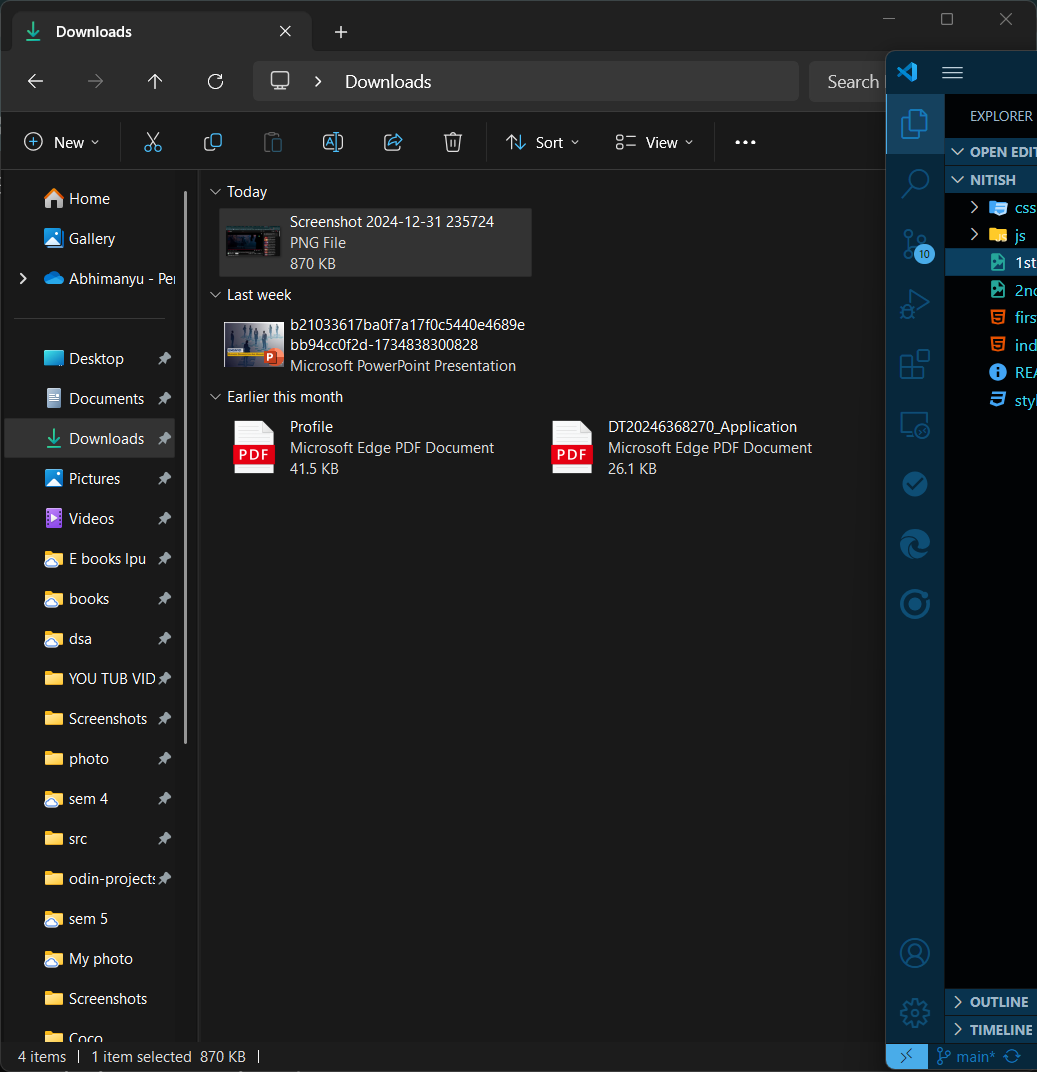 Downloads
Downloads
Search
New
Sort
View
Home
Gallery
Abhimanyu - Per
Desktop
Documents
Downloads
Pictures
Videos
E books Ipu
books
dsa
YOU TUB VID
Screenshots
photo
sem 4
src
odin-projects
sem 5
My photo
Screenshots
Coco
Today
Screenshot 2024-12-31 235724
PNG File
870 KB
Last week
b21033617ba0f7a17f0c5440e4689e
bb94cc0f2d-1734838300828
Microsoft PowerPoint Presentation
Earlier this month
PDF
Profile
Microsoft Edge PDF Document
41.5 KB
PDF
DT20246368270_Application
Microsoft Edge PDF Document
26.1 KB
4 items
1 item selected 870 KB
EXPLORER
OPEN EDIT
NITISH
css
js
1st
2nd
firs
ind
REA
styl
10
OUTLINE
TIMELINE
main*